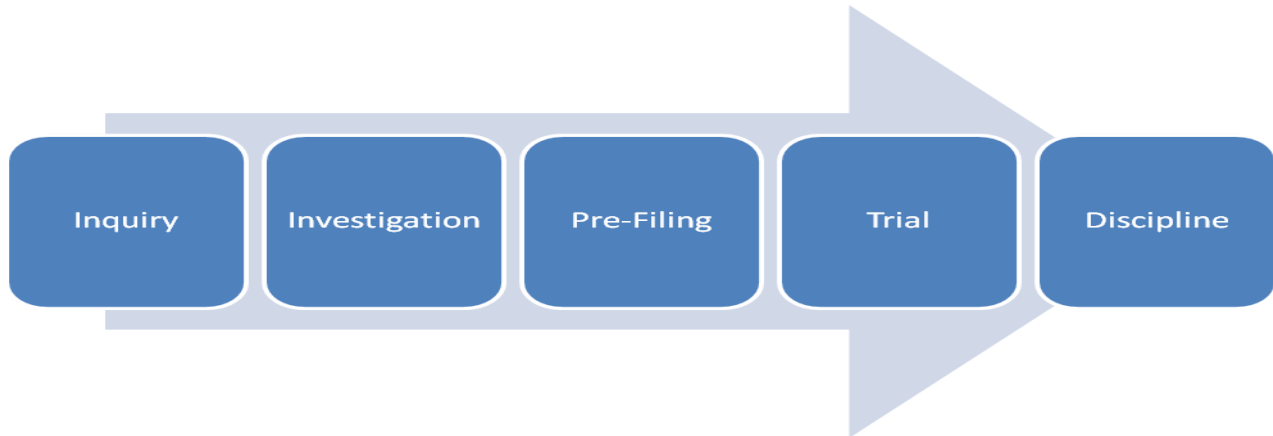 Inquiry
Investigation
Pre-Filing
Trial
Discipline